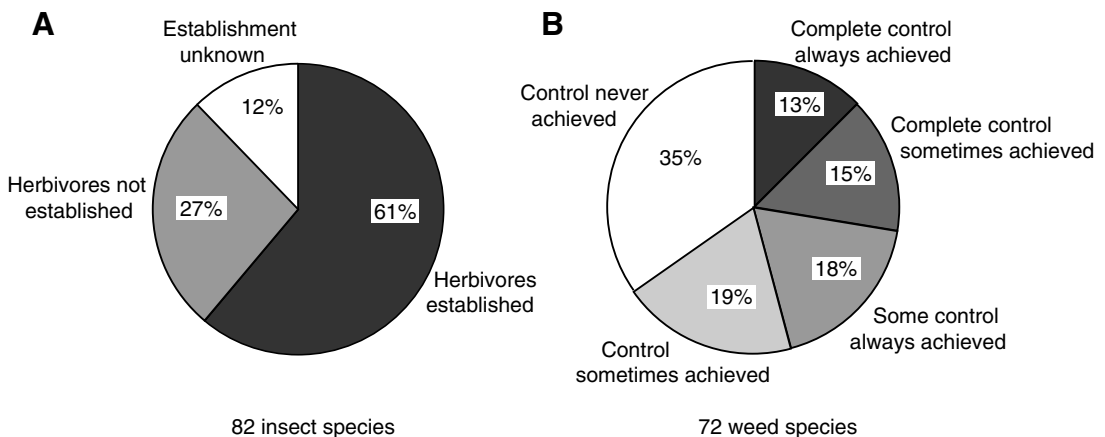 A
Establishment
unknown
12%
Herbivores not
established
27%
61%
Herbivores
established
82 insect species
B
Complete control
always achieved
Control never
achieved
13%
Complete control
sometimes achieved
35%
15%
18%
19%
Some control
always achieved
Control
sometimes achieved
72 weed species